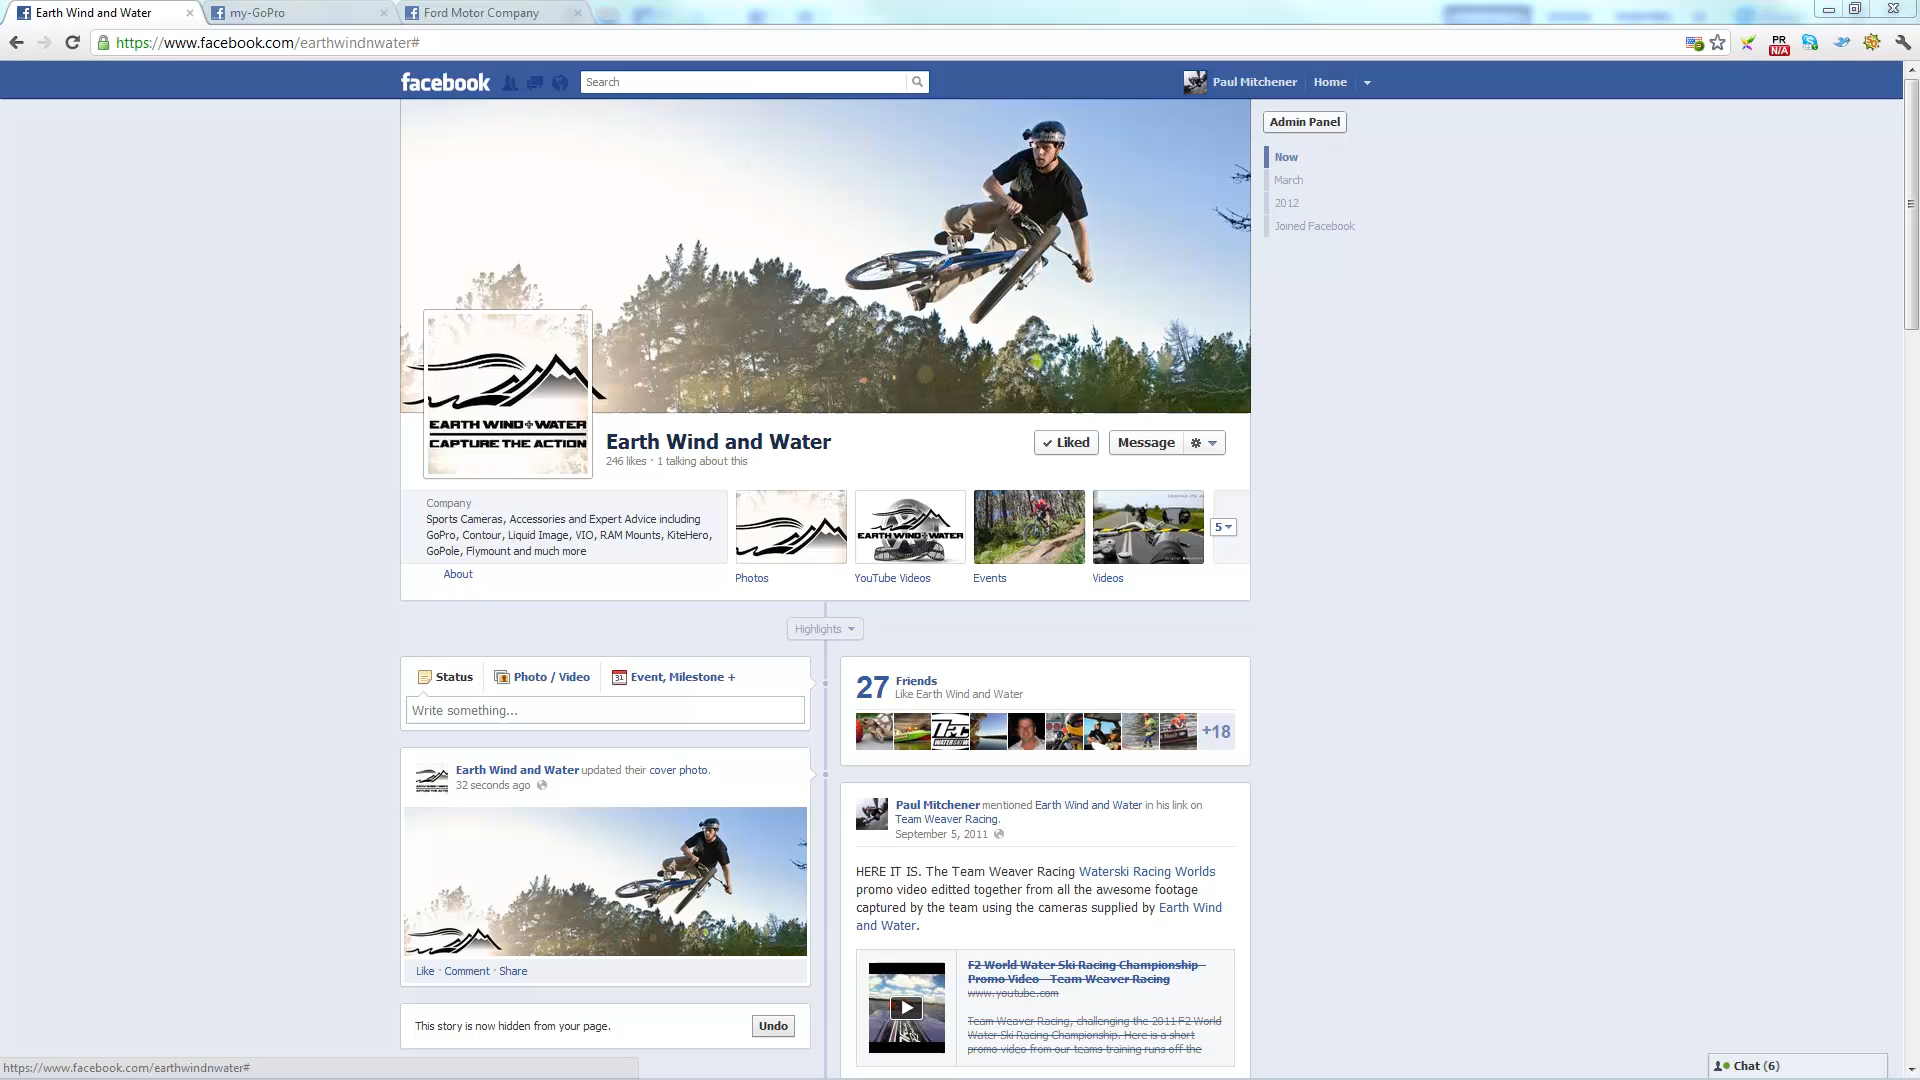 Earth Wind and Water
my-GoPro
Ford Motor Company
https://www.facebook.com/earthwindnwater#
PR
N/A
facebook
Search
Paul Mitchener
Home
Admin Panel
Now
March
2012
Joined Facebook
EARTH WIND+WATER
CAPTURE THE ACTION
Earth Wind and Water
246 likes · 1 talking about this
Liked
Message
Company
Sports Cameras, Accessories and Expert Advice including
GoPro, Contour, Liquid Image, VIO, RAM Mounts, KiteHero,
GoPole, Flymount and much more
About
EARTH WIND+WATER
5
Photos
YouTube Videos
Events
Videos
Highlights
Status
Photo / Video
31
Event, Milestone +
Write something...
27
Friends
Like Earth Wind and Water
+18
Earth Wind and Water updated their cover photo.
32 seconds ago
Like · Comment · Share
This story is now hidden from your page.
Undo
Paul Mitchener mentioned Earth Wind and Water in his link on
Team Weaver Racing.
September 5, 2011
HERE IT IS. The Team Weaver Racing Waterski Racing Worlds
promo video editted together from all the awesome footage
captured by the team using the cameras supplied by Earth Wind
and Water.
F2 World Water Ski Racing Championship -
Promo Video - Team Weaver Racing
www.youtube.com
Team Weaver Racing, challenging the 2011 F2 World
Water Ski Racing Championship. Here is a short
promo video from our teams training runs off the
https://www.facebook.com/earthwindnwater#
Chat (6)